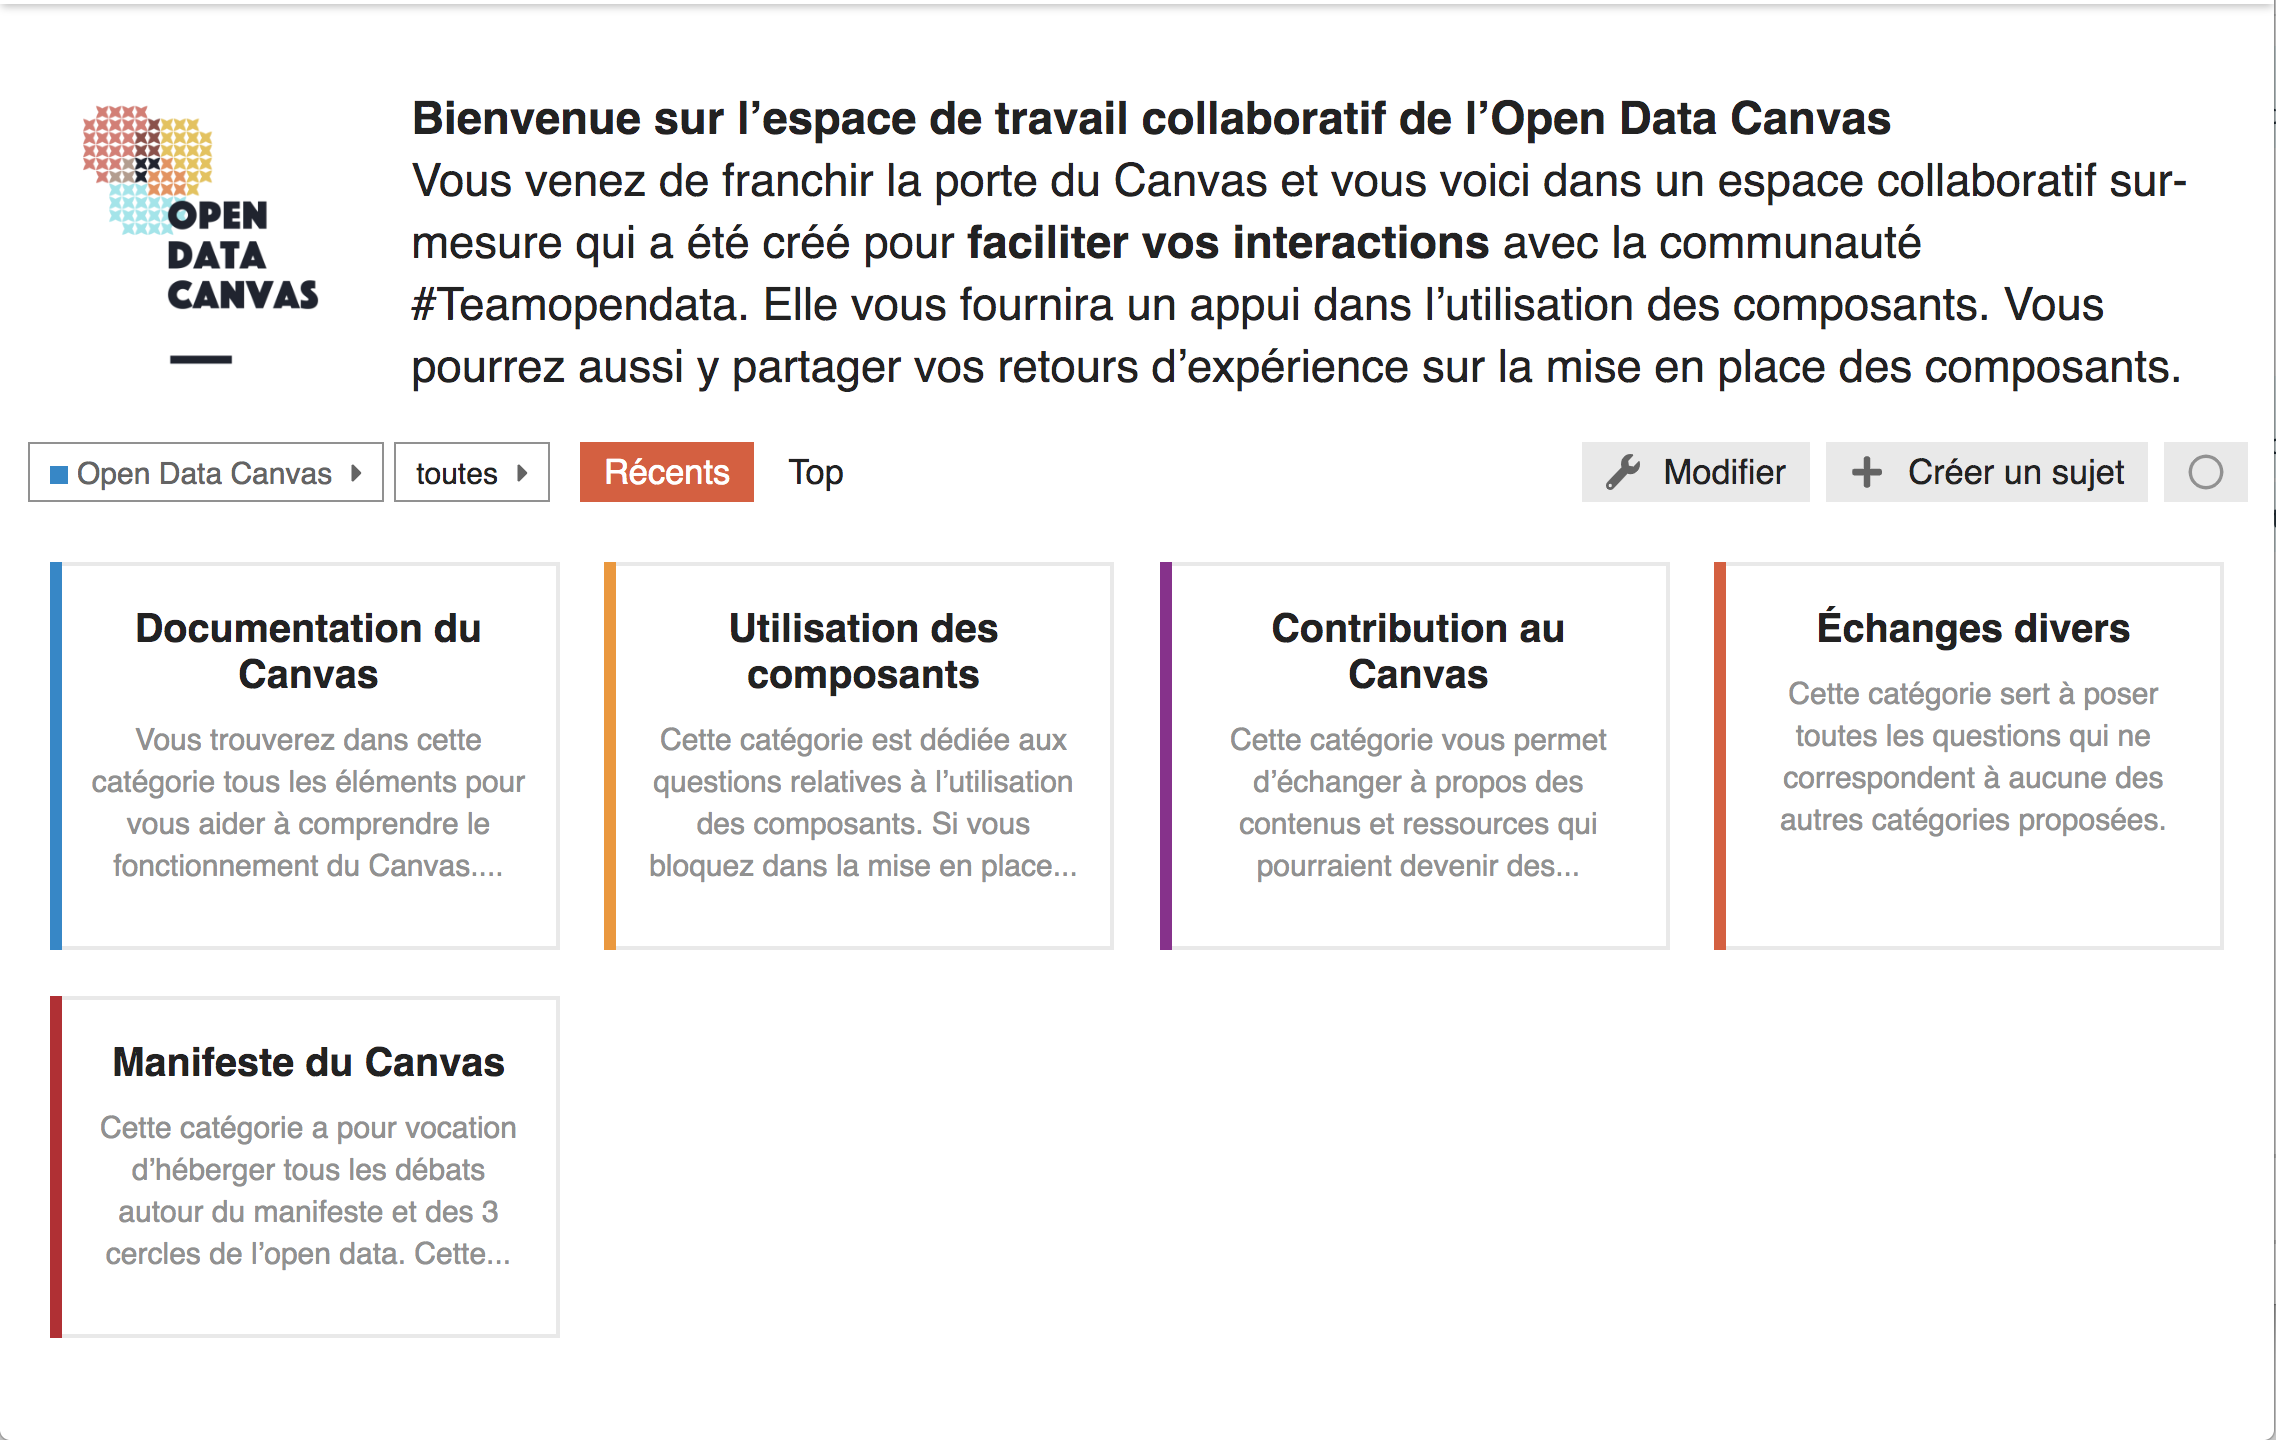 OPEN
DATA
CANVAS
Bienvenue sur l’espace de travail collaboratif de l’Open Data Canvas
Vous venez de franchir la porte du Canvas et vous voici dans un espace collaboratif sur-
mesure qui a été créé pour faciliter vos interactions avec la communauté
#Teamopendata. Elle vous fournira un appui dans l’utilisation des composants. Vous
pourrez aussi y partager vos retours d’expérience sur la mise en place des composants.
Open Data Canvas
toutes
Récents
Top
Modifier
Créer un sujet
Documentation du
Canvas
Vous trouverez dans cette
catégorie tous les éléments pour
vous aider à comprendre le
fonctionnement du Canvas....
Utilisation des
composants
Cette catégorie est dédiée aux
questions relatives à l’utilisation
des composants. Si vous
bloquez dans la mise en place...
Contribution au
Canvas
Cette catégorie vous permet
d’échanger à propos des
contenus et ressources qui
pourraient devenir des...
Échanges divers
Cette catégorie sert à poser
toutes les questions qui ne
correspondent à aucune des
autres catégories proposées.
Manifeste du Canvas
Cette catégorie a pour vocation
d’héberger tous les débats
autour du manifeste et des 3
cercles de l’open data. Cette...